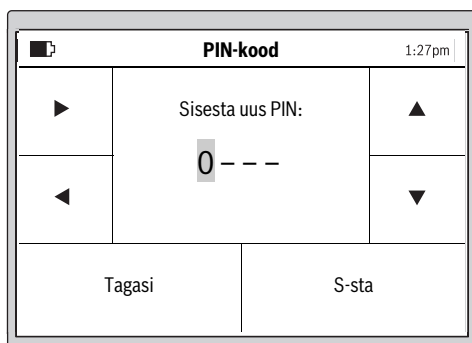 PIN-kood 1:27pm
Sisesta uus PIN:
0 – – –
Tagasi S-sta